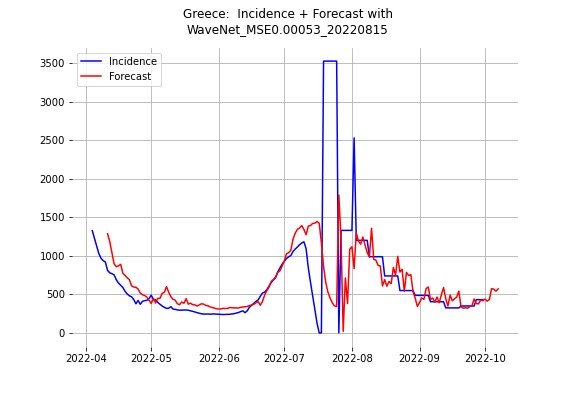 Greece:  Incidence + Forecast with
WaveNet_MSE0.00053_20220815
Incidence
Forecast
3500
3000
2500
2000
1500
1000
500
0
2022-04 2022-05 2022-06 2022-07 2022-08 2022-09 2022-10